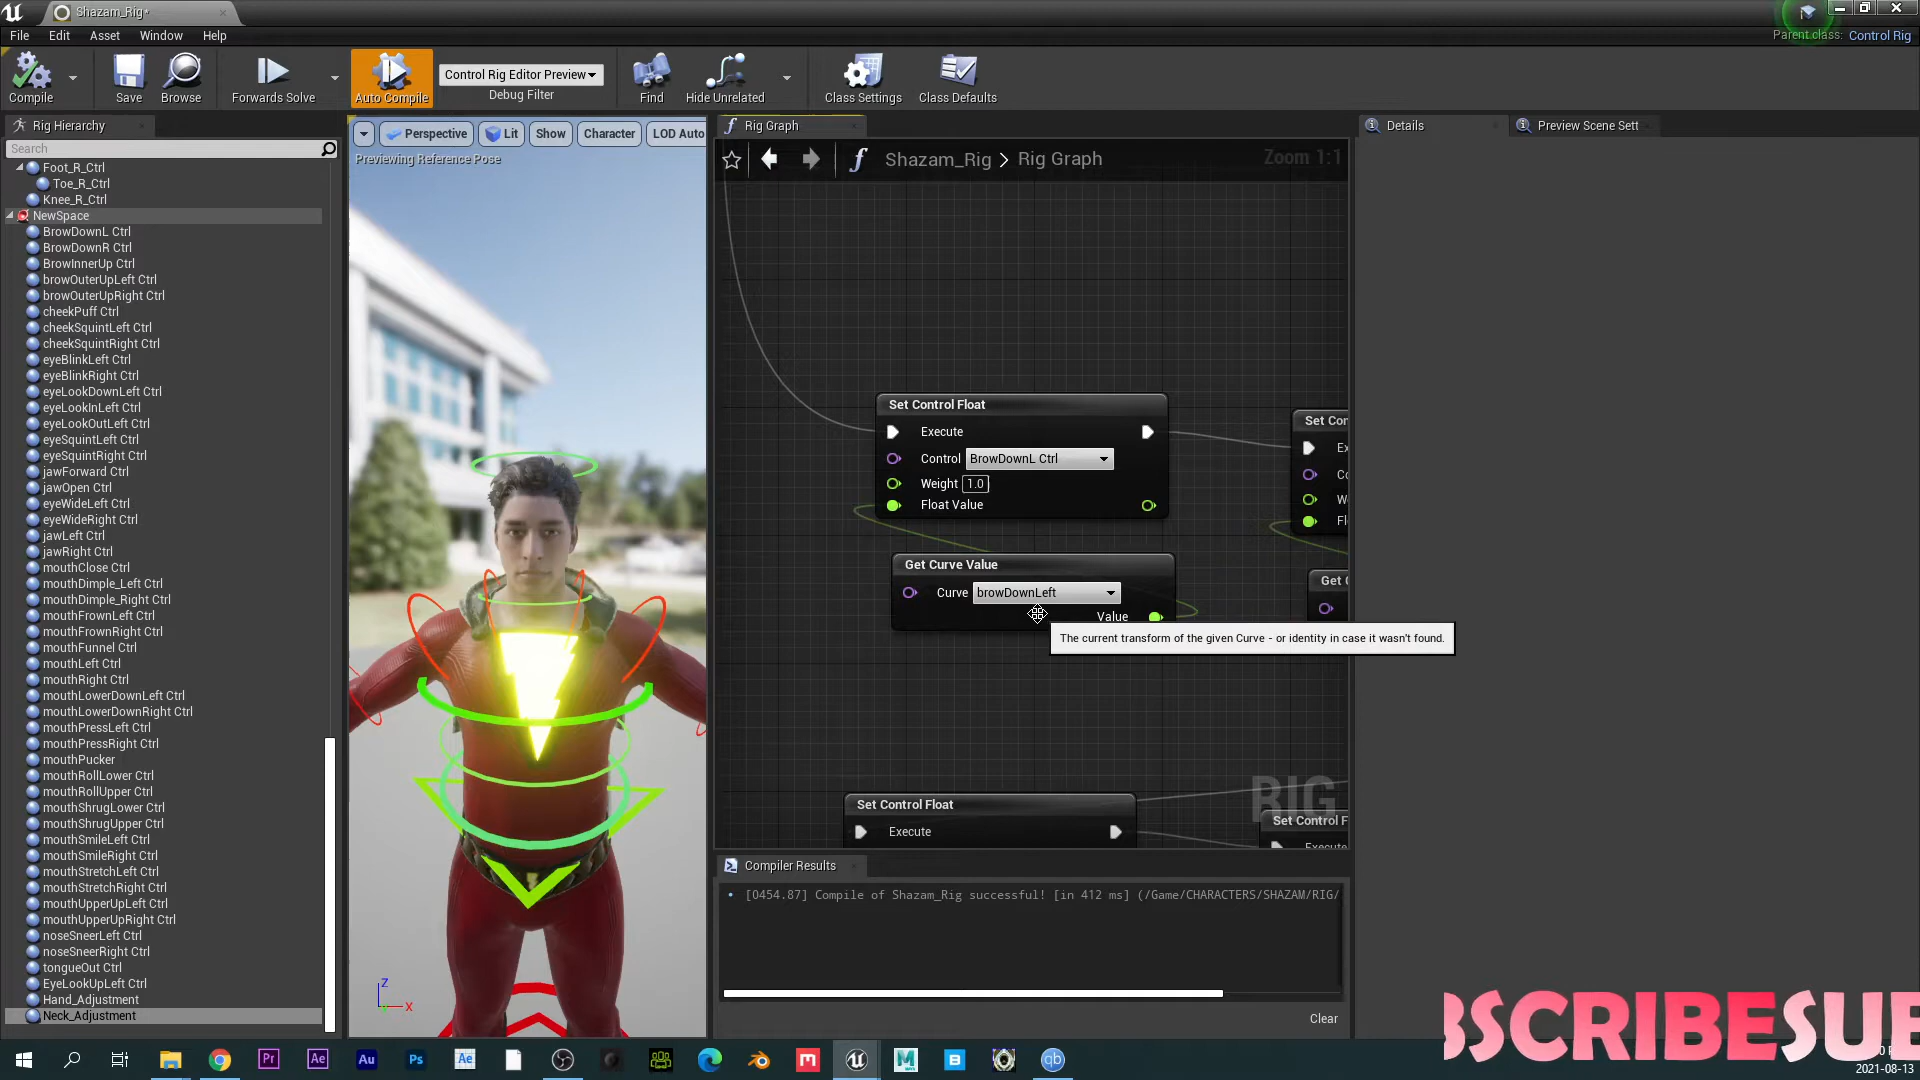 Shazam_Rig*
File Edit Asset Window Help
Parent class: Control Rig
Compile
Save
Browse
Forwards Solve
Auto Compile
Control Rig Editor Preview
Debug Filter
Find
Hide Unrelated
Class Settings
Class Defaults
Rig Hierarchy
Search
Foot_R_Ctrl
Toe_R_Ctrl
Knee_R_Ctrl
NewSpace
BrowDownL Ctrl
BrowDownR Ctrl
BrowInnerUp Ctrl
browOuterUpLeft Ctrl
browOuterUpRight Ctrl
cheekPuff Ctrl
cheekSquintLeft Ctrl
cheekSquintRight Ctrl
eyeBlinkLeft Ctrl
eyeBlinkRight Ctrl
eyeLookDownLeft Ctrl
eyeLookInLeft Ctrl
eyeLookOutLeft Ctrl
eyeSquintLeft Ctrl
eyeSquintRight Ctrl
jawForward Ctrl
jawOpen Ctrl
eyeWideLeft Ctrl
eyeWideRight Ctrl
jawLeft Ctrl
jawRight Ctrl
mouthClose Ctrl
mouthDimple_Left Ctrl
mouthDimple_Right Ctrl
mouthFrownLeft Ctrl
mouthFrownRight Ctrl
mouthFunnel Ctrl
mouthLeft Ctrl
mouthRight Ctrl
mouthLowerDownLeft Ctrl
mouthLowerDownRight Ctrl
mouthPressLeft Ctrl
mouthPressRight Ctrl
mouthPucker
mouthRollLower Ctrl
mouthRollUpper Ctrl
mouthShrugLower Ctrl
mouthShrugUpper Ctrl
mouthSmileLeft Ctrl
mouthSmileRight Ctrl
mouthStretchLeft Ctrl
mouthStretchRight Ctrl
mouthUpperUpLeft Ctrl
mouthUpperUpRight Ctrl
noseSneerLeft Ctrl
noseSneerRight Ctrl
tongueOut Ctrl
EyeLookUpLeft Ctrl
Hand_Adjustment
Neck_Adjustment
Perspective Lit Show Character LOD Auto
Previewing Reference Pose
Z
X
Rig Graph
Shazam_Rig > Rig Graph
Zoom 1:1
Set Control Float
Execute
Control BrowDownL Ctrl
Weight 1.0
Float Value
Get Curve Value
Curve browDownLeft
Value
The current transform of the given Curve - or identity in case it wasn't found.
Set Con
Ex
Co
W
Fl
Get C
RIG
Set Control Float
Execute
Set Control F
Execute
Compiler Results
• [0454.87] Compile of Shazam_Rig successful! [in 412 ms] (/Game/CHARACTERS/SHAZAM/RIG/
Clear
Details
Preview Scene Sett
BSCRIBESUB
Pr Ae Au Ps Ae
qb
2021-08-13